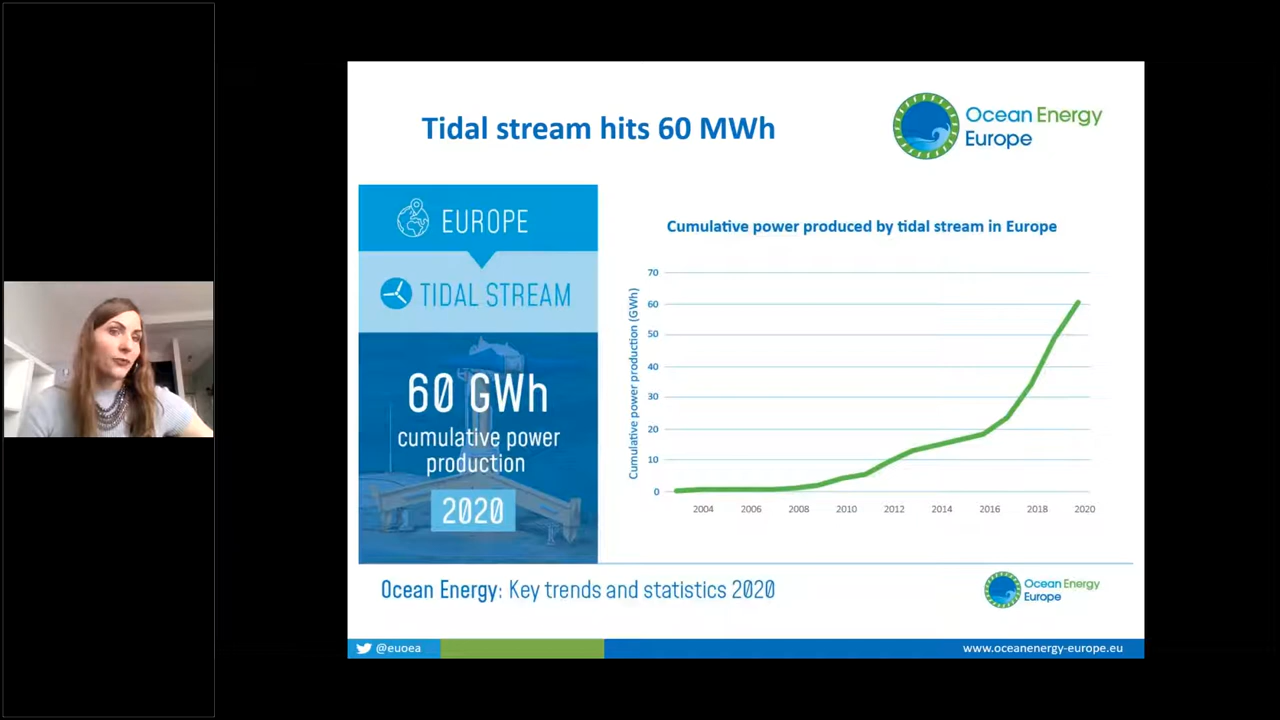 Tidal stream hits 60 MWh
Ocean Energy
Europe
EUROPE
TIDAL STREAM
60 GWh
cumulative power
production
2020
Cumulative power produced by tidal stream in Europe
Cumulative power production (GWh)
70
60
50
40
30
20
10
0
2004 2006 2008 2010 2012 2014 2016 2018 2020
Ocean Energy: Key trends and statistics 2020
Ocean Energy
Europe
@euoea
www.oceanenergy-europe.eu